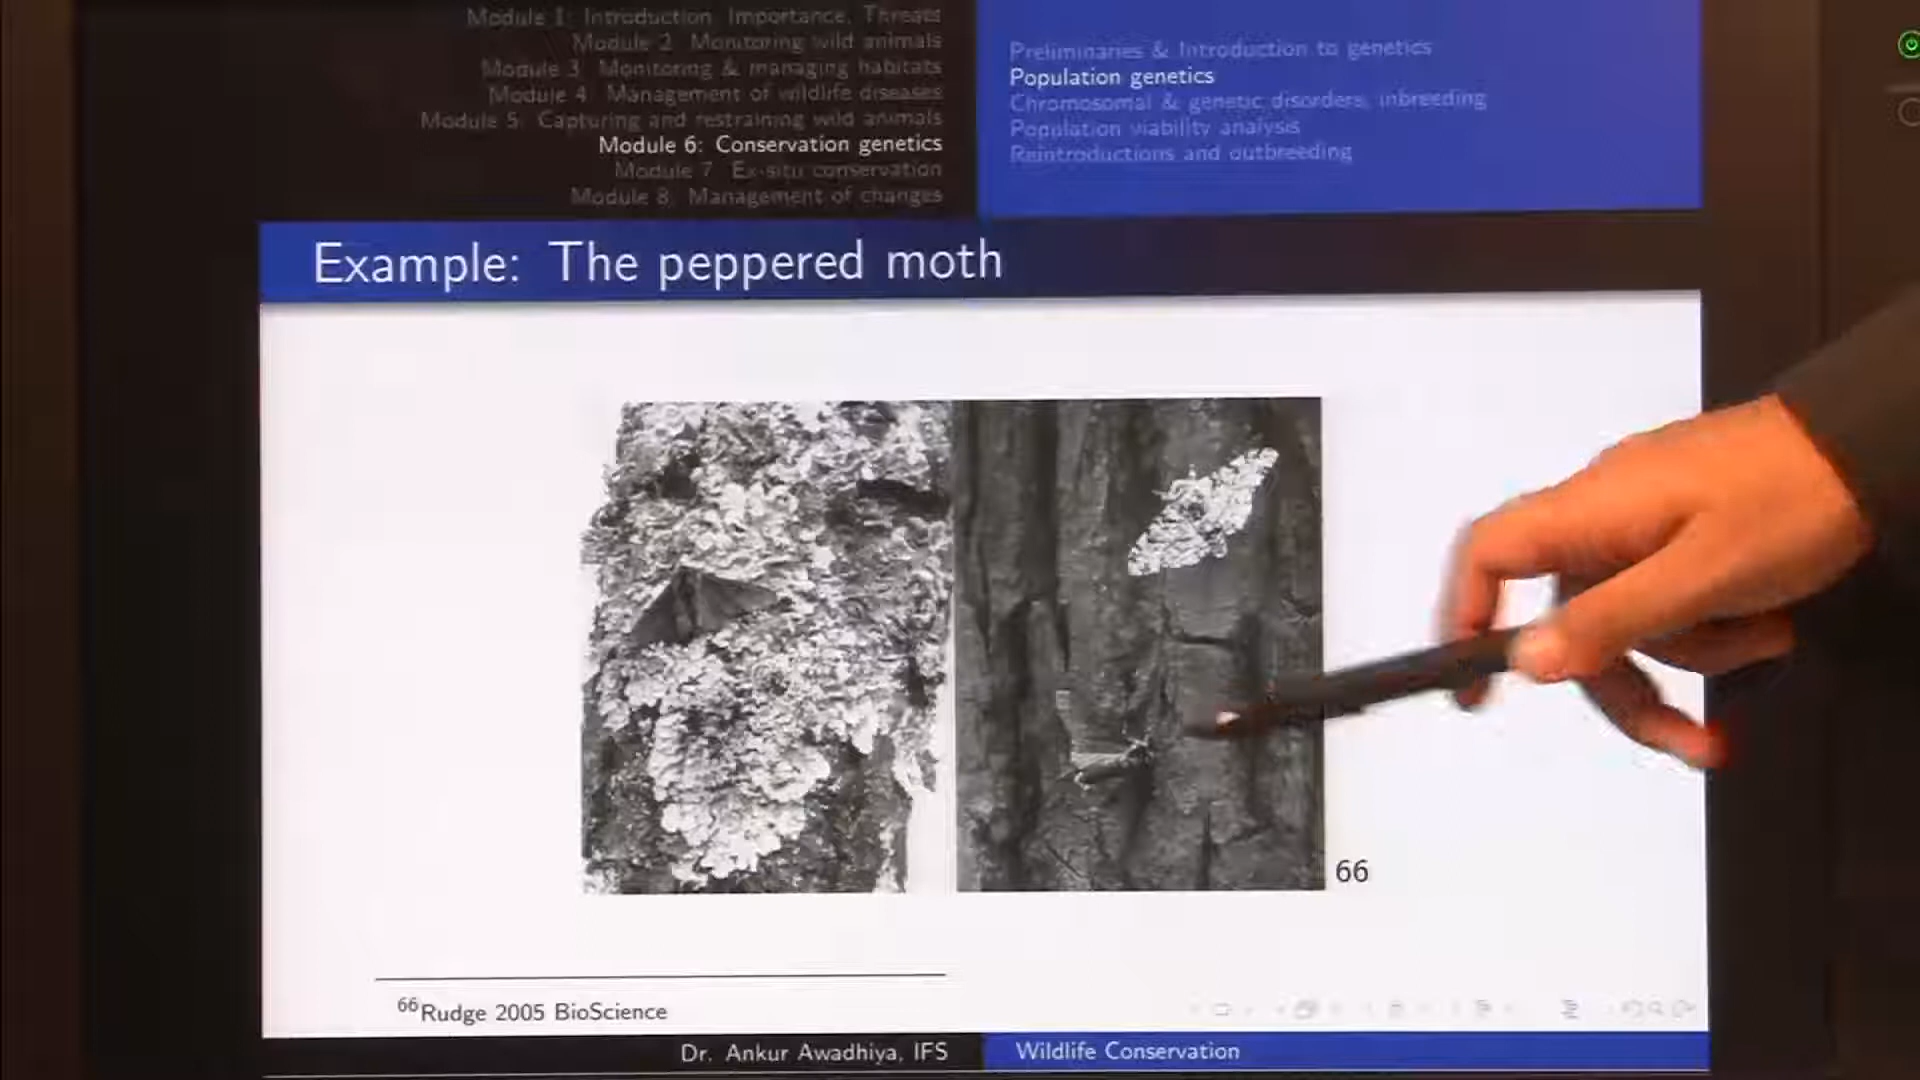 Module 1: Introduction, Importance, Threats
Module 2: Monitoring wild animals
Module 3: Monitoring & managing habitats
Module 4: Management of wildlife diseases
Module 5: Capturing and restraining wild animals
Module 6: Conservation genetics
Module 7: Ex-situ conservation
Module 8: Management of changes
Preliminaries & Introduction to genetics
Population genetics
Chromosomal & genetic disorders, inbreeding
Population viability analysis
Reintroductions and outbreeding
Example: The peppered moth
66
66 Rudge 2005 BioScience
Dr. Ankur Awadhiya, IFS
Wildlife Conservation